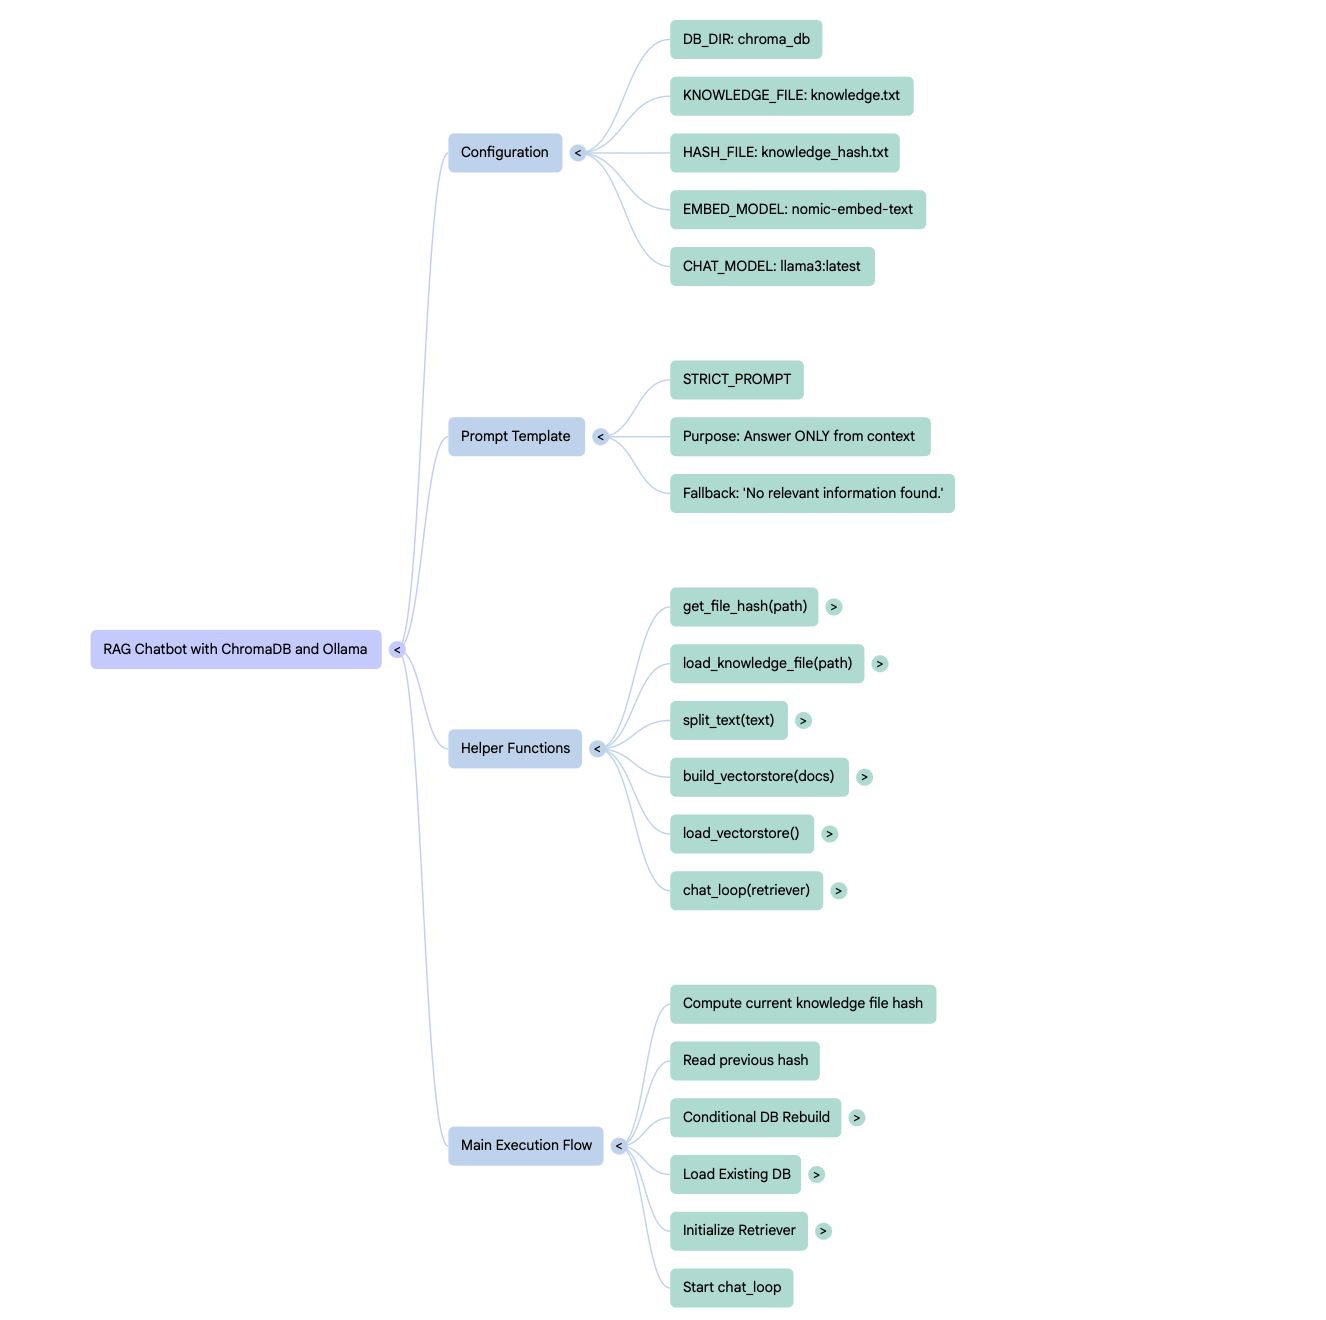 RAG Chatbot with ChromaDB and Ollama
<
Configuration
<
DB_DIR: chroma_db
KNOWLEDGE_FILE: knowledge.txt
HASH_FILE: knowledge_hash.txt
EMBED_MODEL: nomic-embed-text
CHAT_MODEL: llama3:latest
Prompt Template
<
STRICT_PROMPT
Purpose: Answer ONLY from context
Fallback: 'No relevant information found.'
Helper Functions
<
get_file_hash(path)
>
load_knowledge_file(path)
>
split_text(text)
>
build_vectorstore(docs)
>
load_vectorstore()
>
chat_loop(retriever)
>
Main Execution Flow
<
Compute current knowledge file hash
Read previous hash
Conditional DB Rebuild
>
Load Existing DB
>
Initialize Retriever
>
Start chat_loop